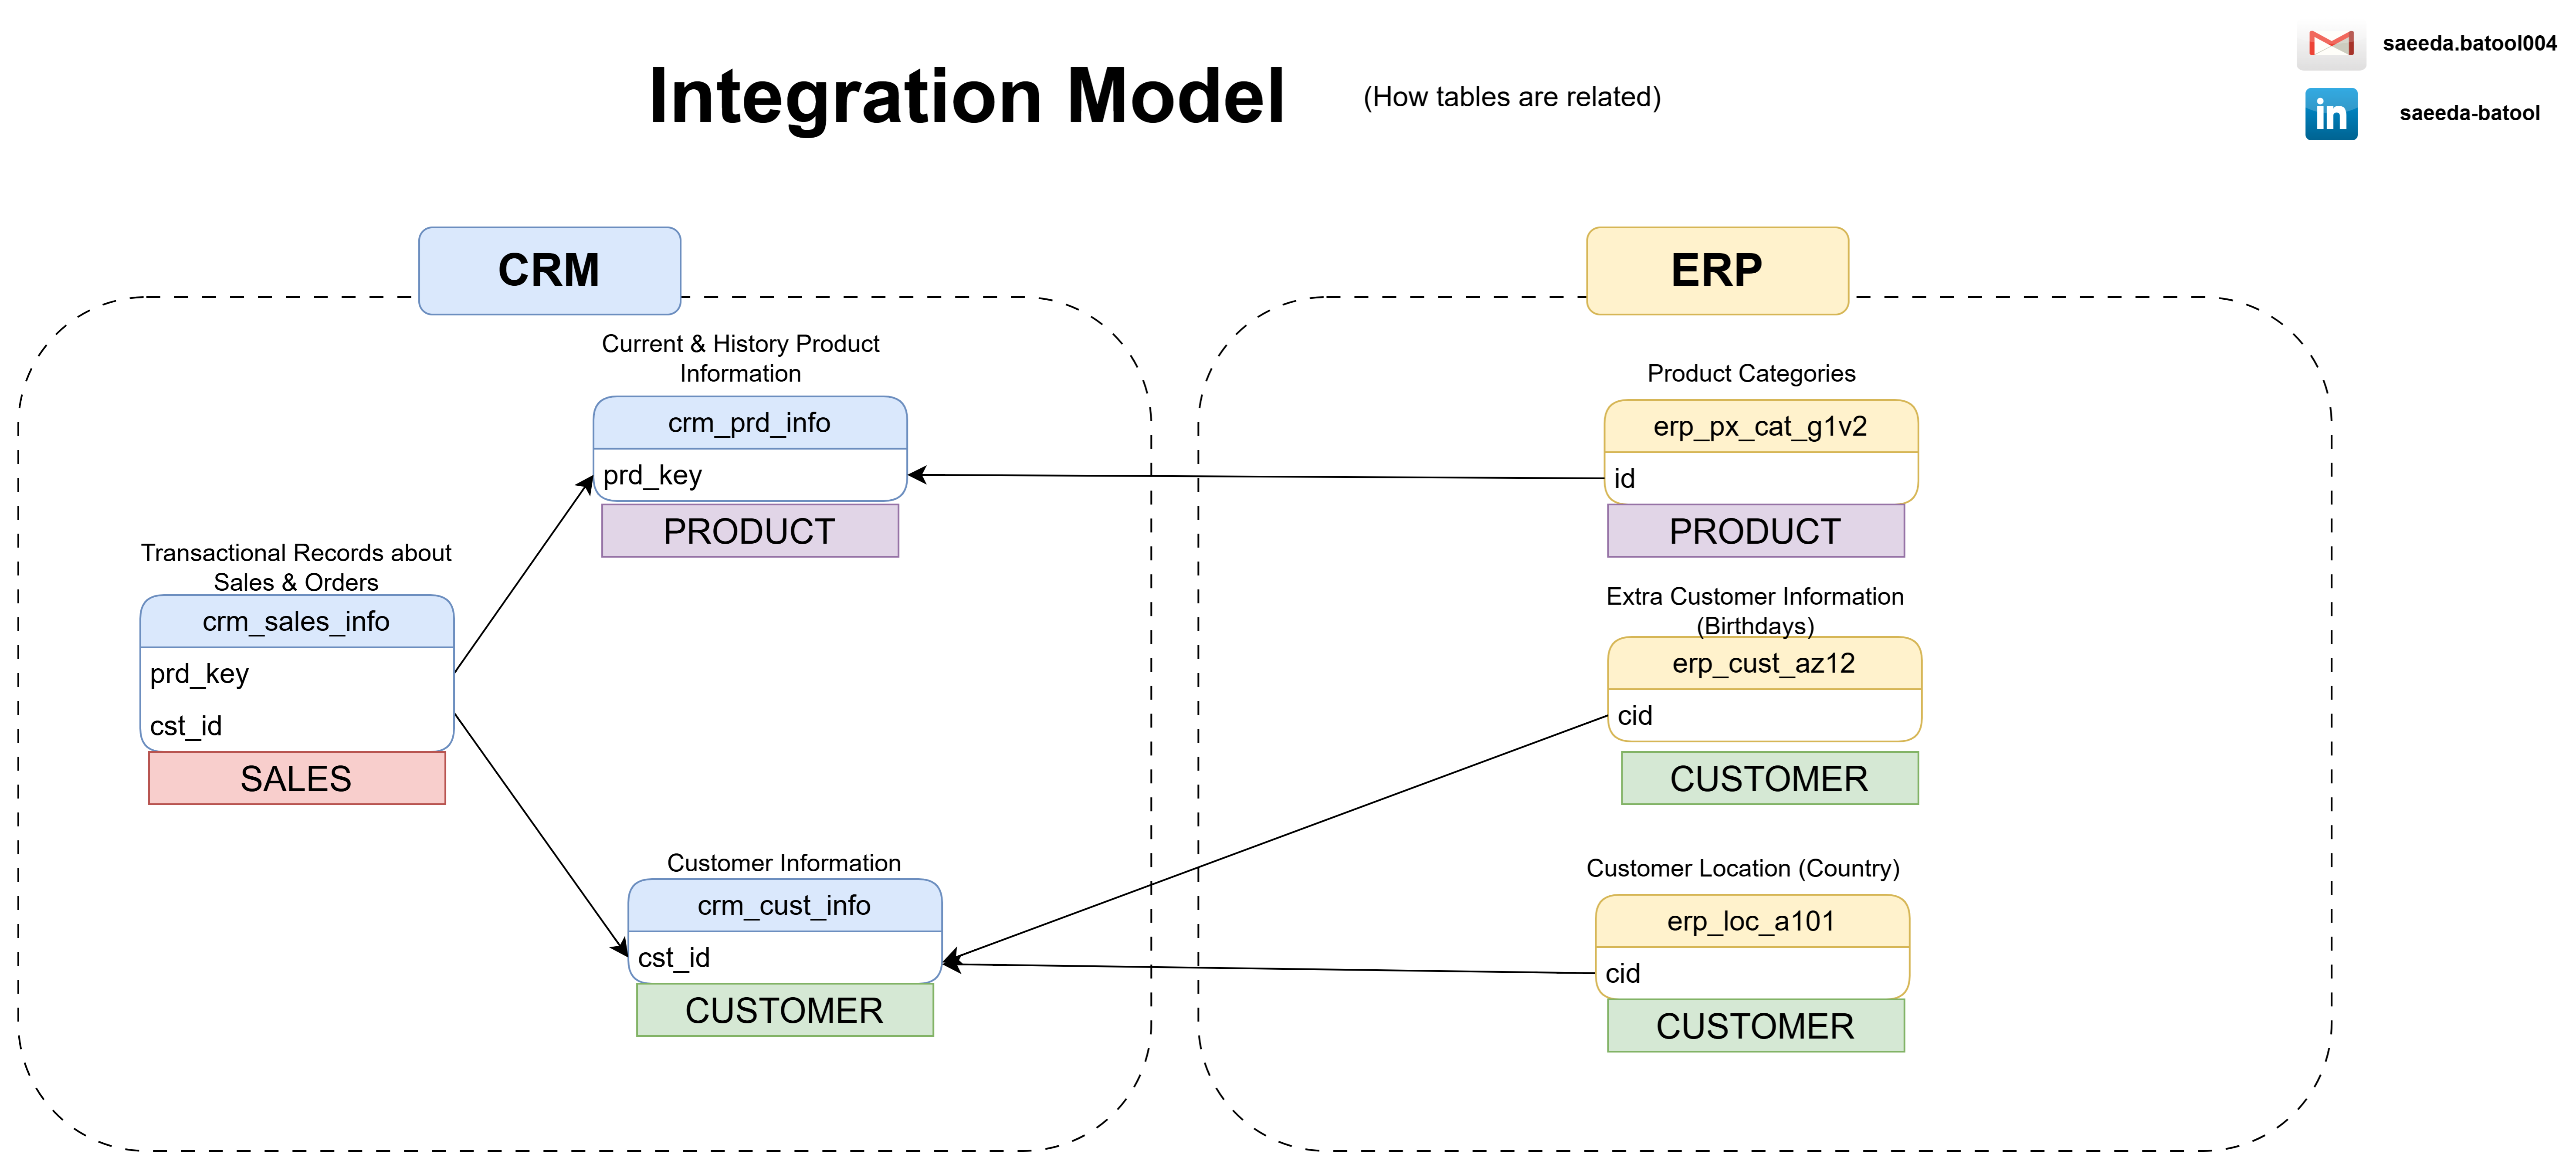 Integration Model
(How tables are related)
saeeda.batool004
in
saeeda-batool
CRM
Current & History Product
Information
crm_prd_info
prd_key
PRODUCT
Transactional Records about
Sales & Orders
crm_sales_info
prd_key
cst_id
SALES
Customer Information
crm_cust_info
cst_id
CUSTOMER
ERP
Product Categories
erp_px_cat_g1v2
id
PRODUCT
Extra Customer Information
(Birthdays)
erp_cust_az12
cid
CUSTOMER
Customer Location (Country)
erp_loc_a101
cid
CUSTOMER